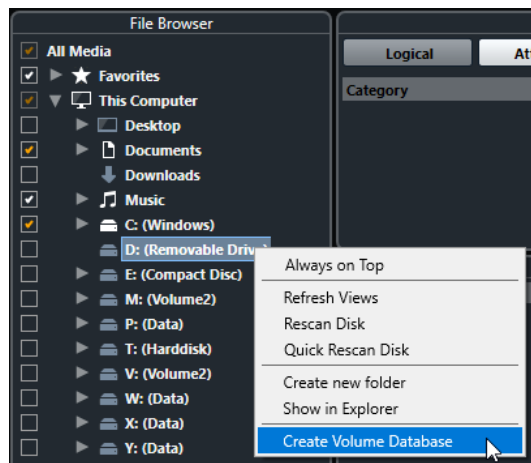 File Browser
All Media
Favorites
This Computer
Desktop
Documents
Downloads
Music
C: (Windows)
D: (Removable Drive)
E: (Compact Disc)
M: (Volume2)
P: (Data)
T: (Harddisk)
V: (Volume2)
W: (Data)
X: (Data)
Y: (Data)
Logical
Category
Always on Top
Refresh Views
Rescan Disk
Quick Rescan Disk
Create new folder
Show in Explorer
Create Volume Database